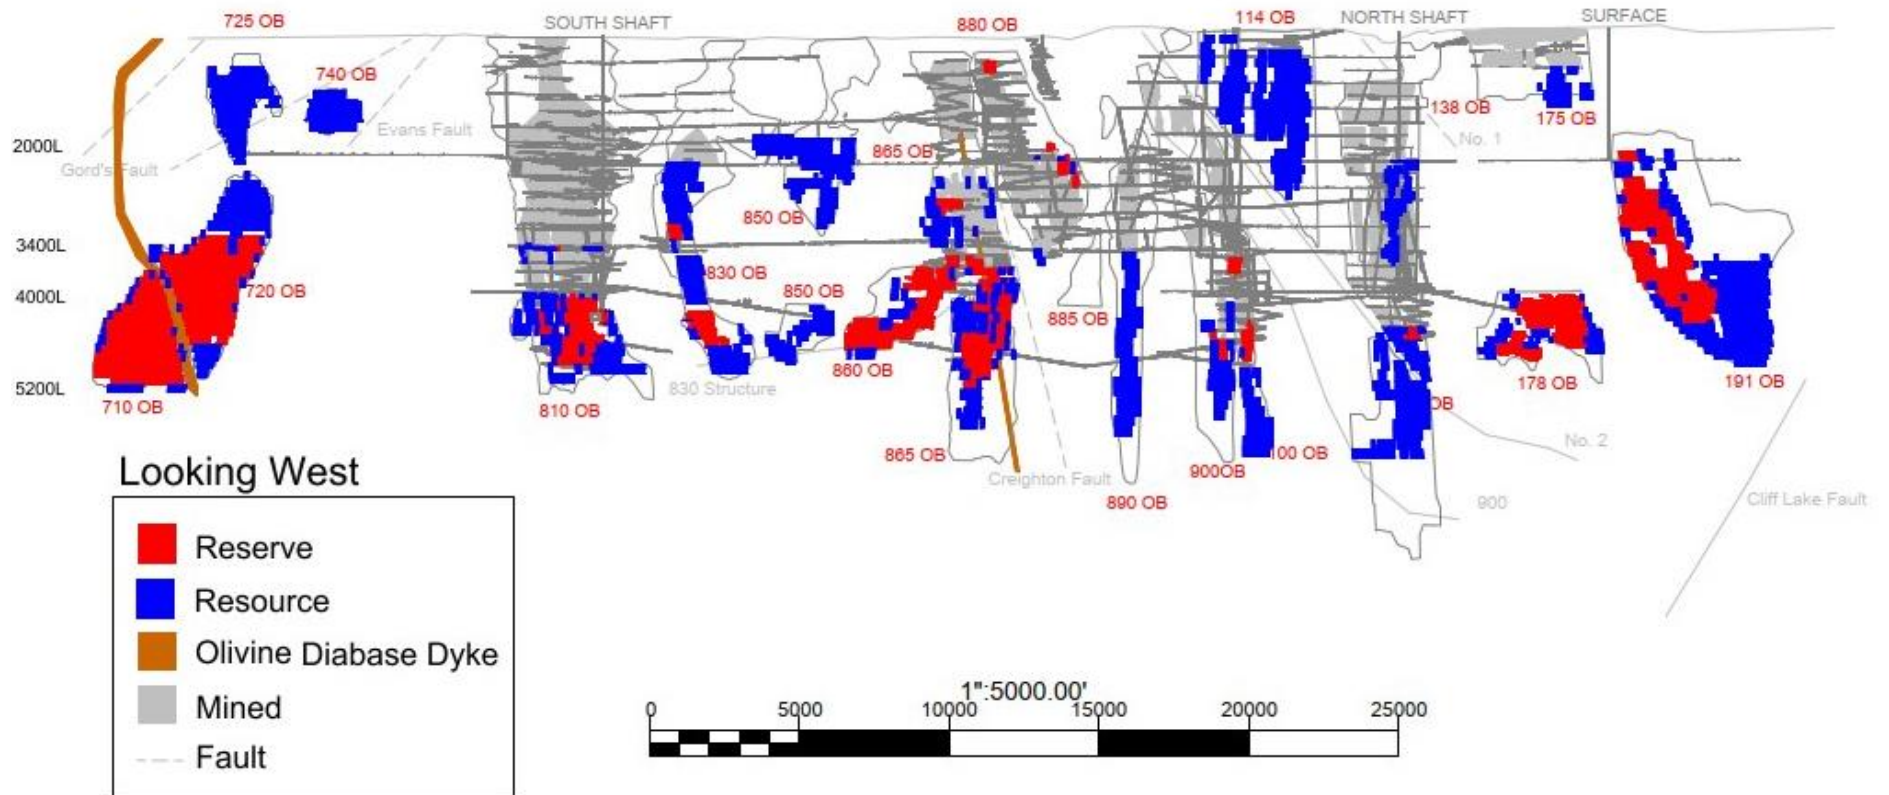 725 OB
SOUTH SHAFT
880 OB
114 OB
NORTH SHAFT
SURFACE
740 OB
138 OB
175 OB
Evans Fault
2000L
No. 1
865 OB
Gord's Fault
850 OB
3400L
830 OB
4000L
720 OB
850 OB
885 OB
860 OB
178 OB
191 OB
5200L
830 Structure
710 OB
810 OB
OB
No. 2
865 OB
100 OB
900OB
Creighton Fault
890 OB
900
Cliff Lake Fault
Looking West
Reserve
Resource
Olivine Diabase Dyke
Mined
Fault
1":5000.00'
0 5000 10000 15000 20000 25000